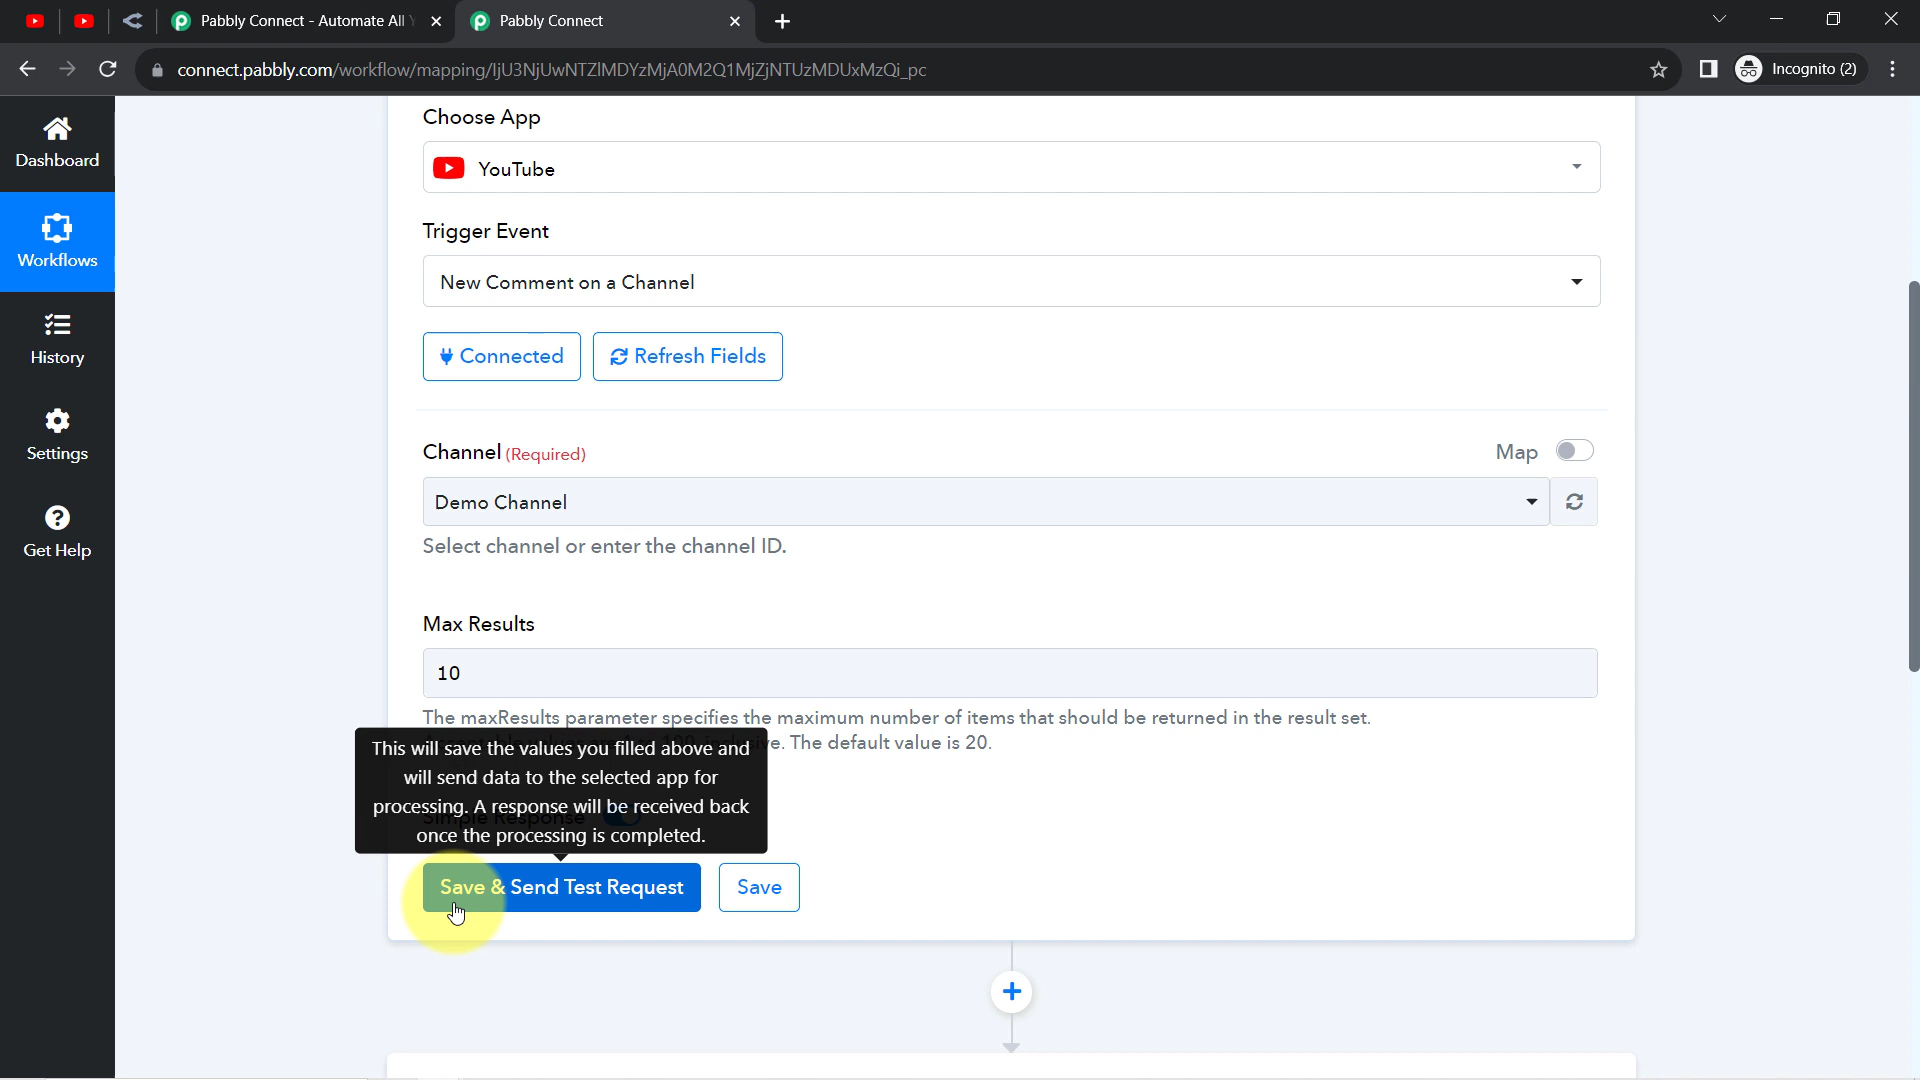 Pabbly Connect - Automate All
Pabbly Connect
connect.pabbly.com/workflow/mapping/IjU3NjUwNTZlMDYzMjA0M2Q1MjZjNTUzMDUxMzQi_pc
Incognito (2)
Dashboard
Workflows
History
Settings
Get Help
Choose App
YouTube
Trigger Event
New Comment on a Channel
Connected
Refresh Fields
Channel (Required)
Map
Demo Channel
Select channel or enter the channel ID.
Max Results
10
The maxResults parameter specifies the maximum number of items that should be returned in the result set.
The default value is 20.
This will save the values you filled above and
will send data to the selected app for
processing. A response will be received back
once the processing is completed.
Simple Response
Save & Send Test Request
Save